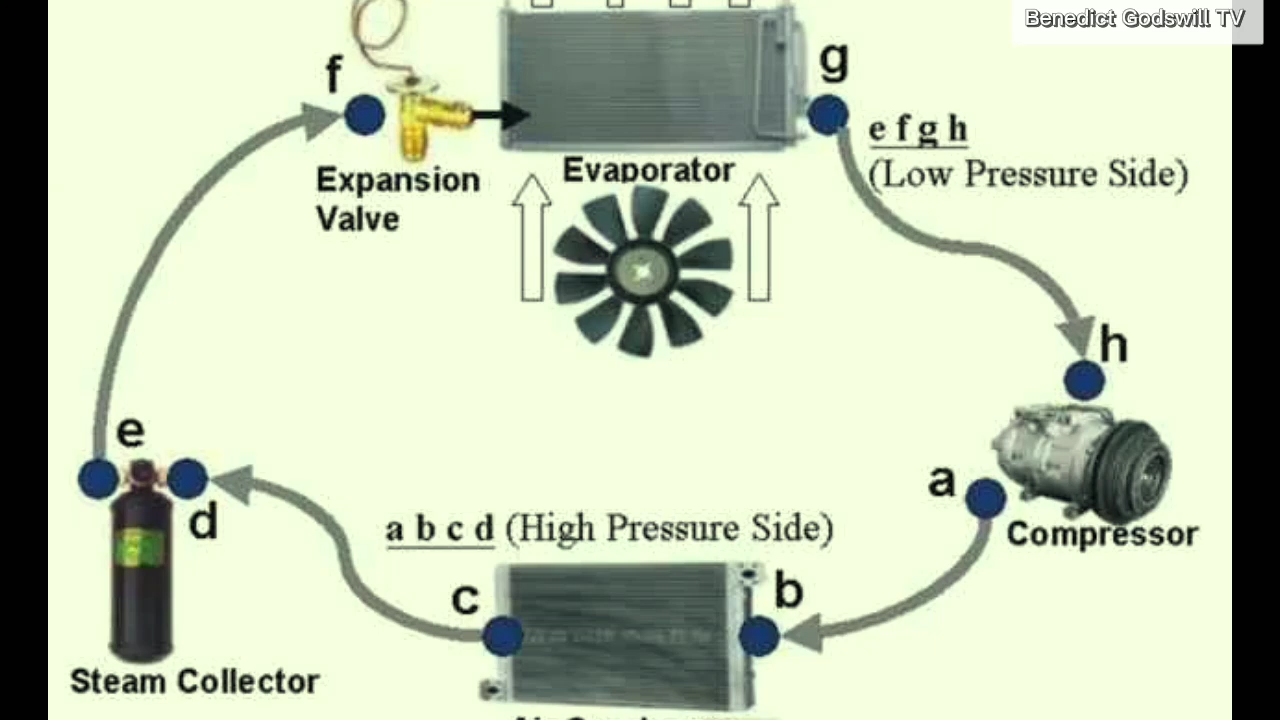 Benedict Godswill TV
f
g
e f g h
(Low Pressure Side)
Evaporator
Expansion
Valve
h
e
a
d
a b c d (High Pressure Side)
Compressor
c
b
Steam Collector